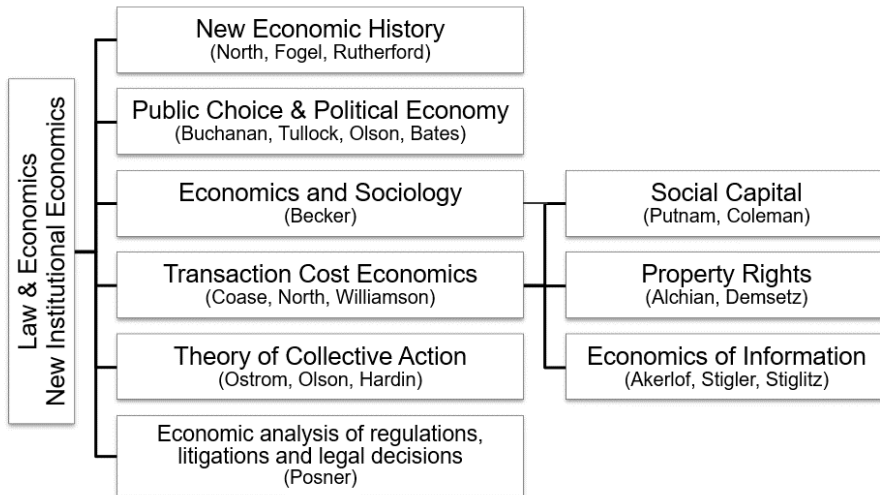 Law & Economics
New Institutional Economics
New Economic History
(North, Fogel, Rutherford)
Public Choice & Political Economy
(Buchanan, Tullock, Olson, Bates)
Economics and Sociology
(Becker)
Transaction Cost Economics
(Coase, North, Williamson)
Theory of Collective Action
(Ostrom, Olson, Hardin)
Economic analysis of regulations,
litigations and legal decisions
(Posner)
Social Capital
(Putnam, Coleman)
Property Rights
(Alchian, Demsetz)
Economics of Information
(Akerlof, Stigler, Stiglitz)